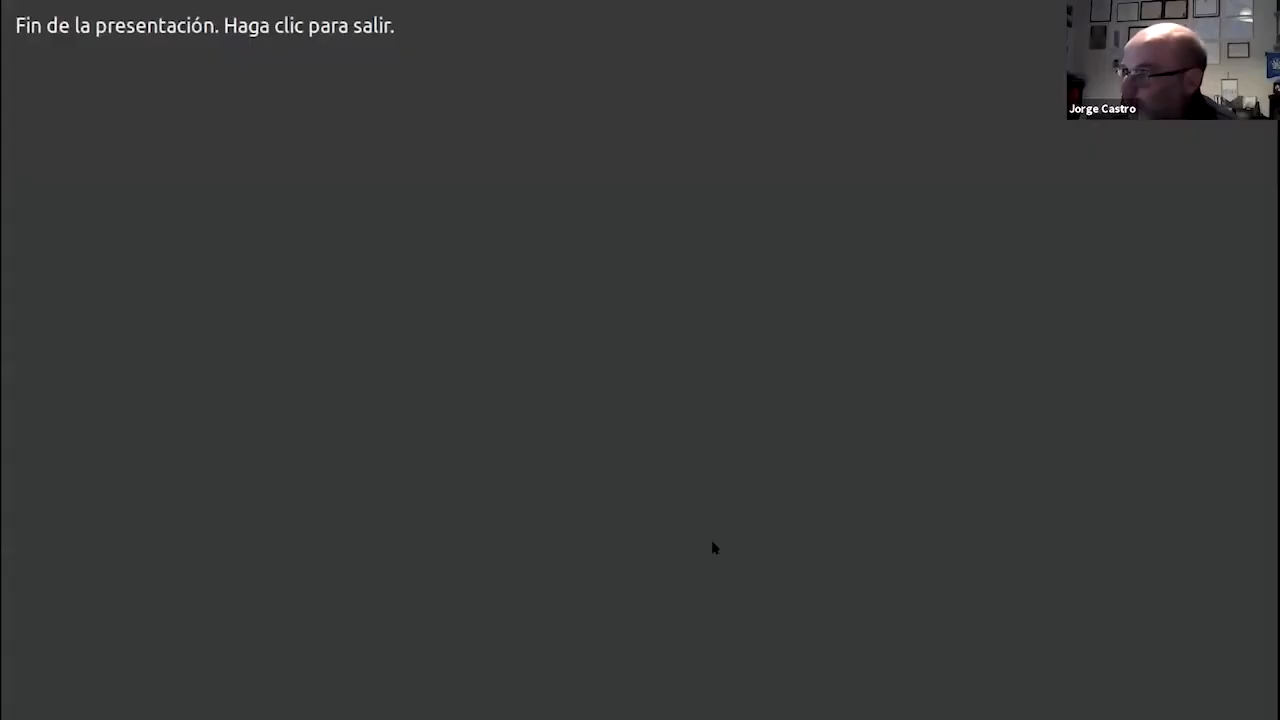 Fin de la presentación. Haga clic para salir.
Jorge Castro